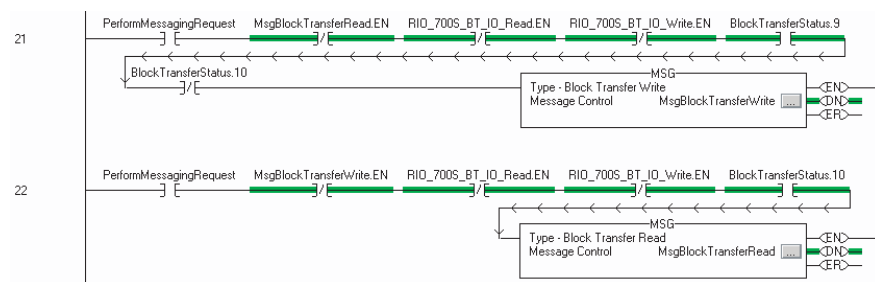 21
PerformMessagingRequest MsgBlockTransferRead.EN RIO_700S_BT_IO_Read.EN RIO_700S_BT_IO_Write.EN BlockTransferStatus.9
BlockTransferStatus.10
MSG
Type - Block Transfer Write
Message Control MsgBlockTransferWrite ...
EN
DN
ER
22
PerformMessagingRequest MsgBlockTransferWrite.EN RIO_700S_BT_IO_Read.EN RIO_700S_BT_IO_Write.EN BlockTransferStatus.10
MSG
Type - Block Transfer Read
Message Control MsgBlockTransferRead ...
EN
DN
ER